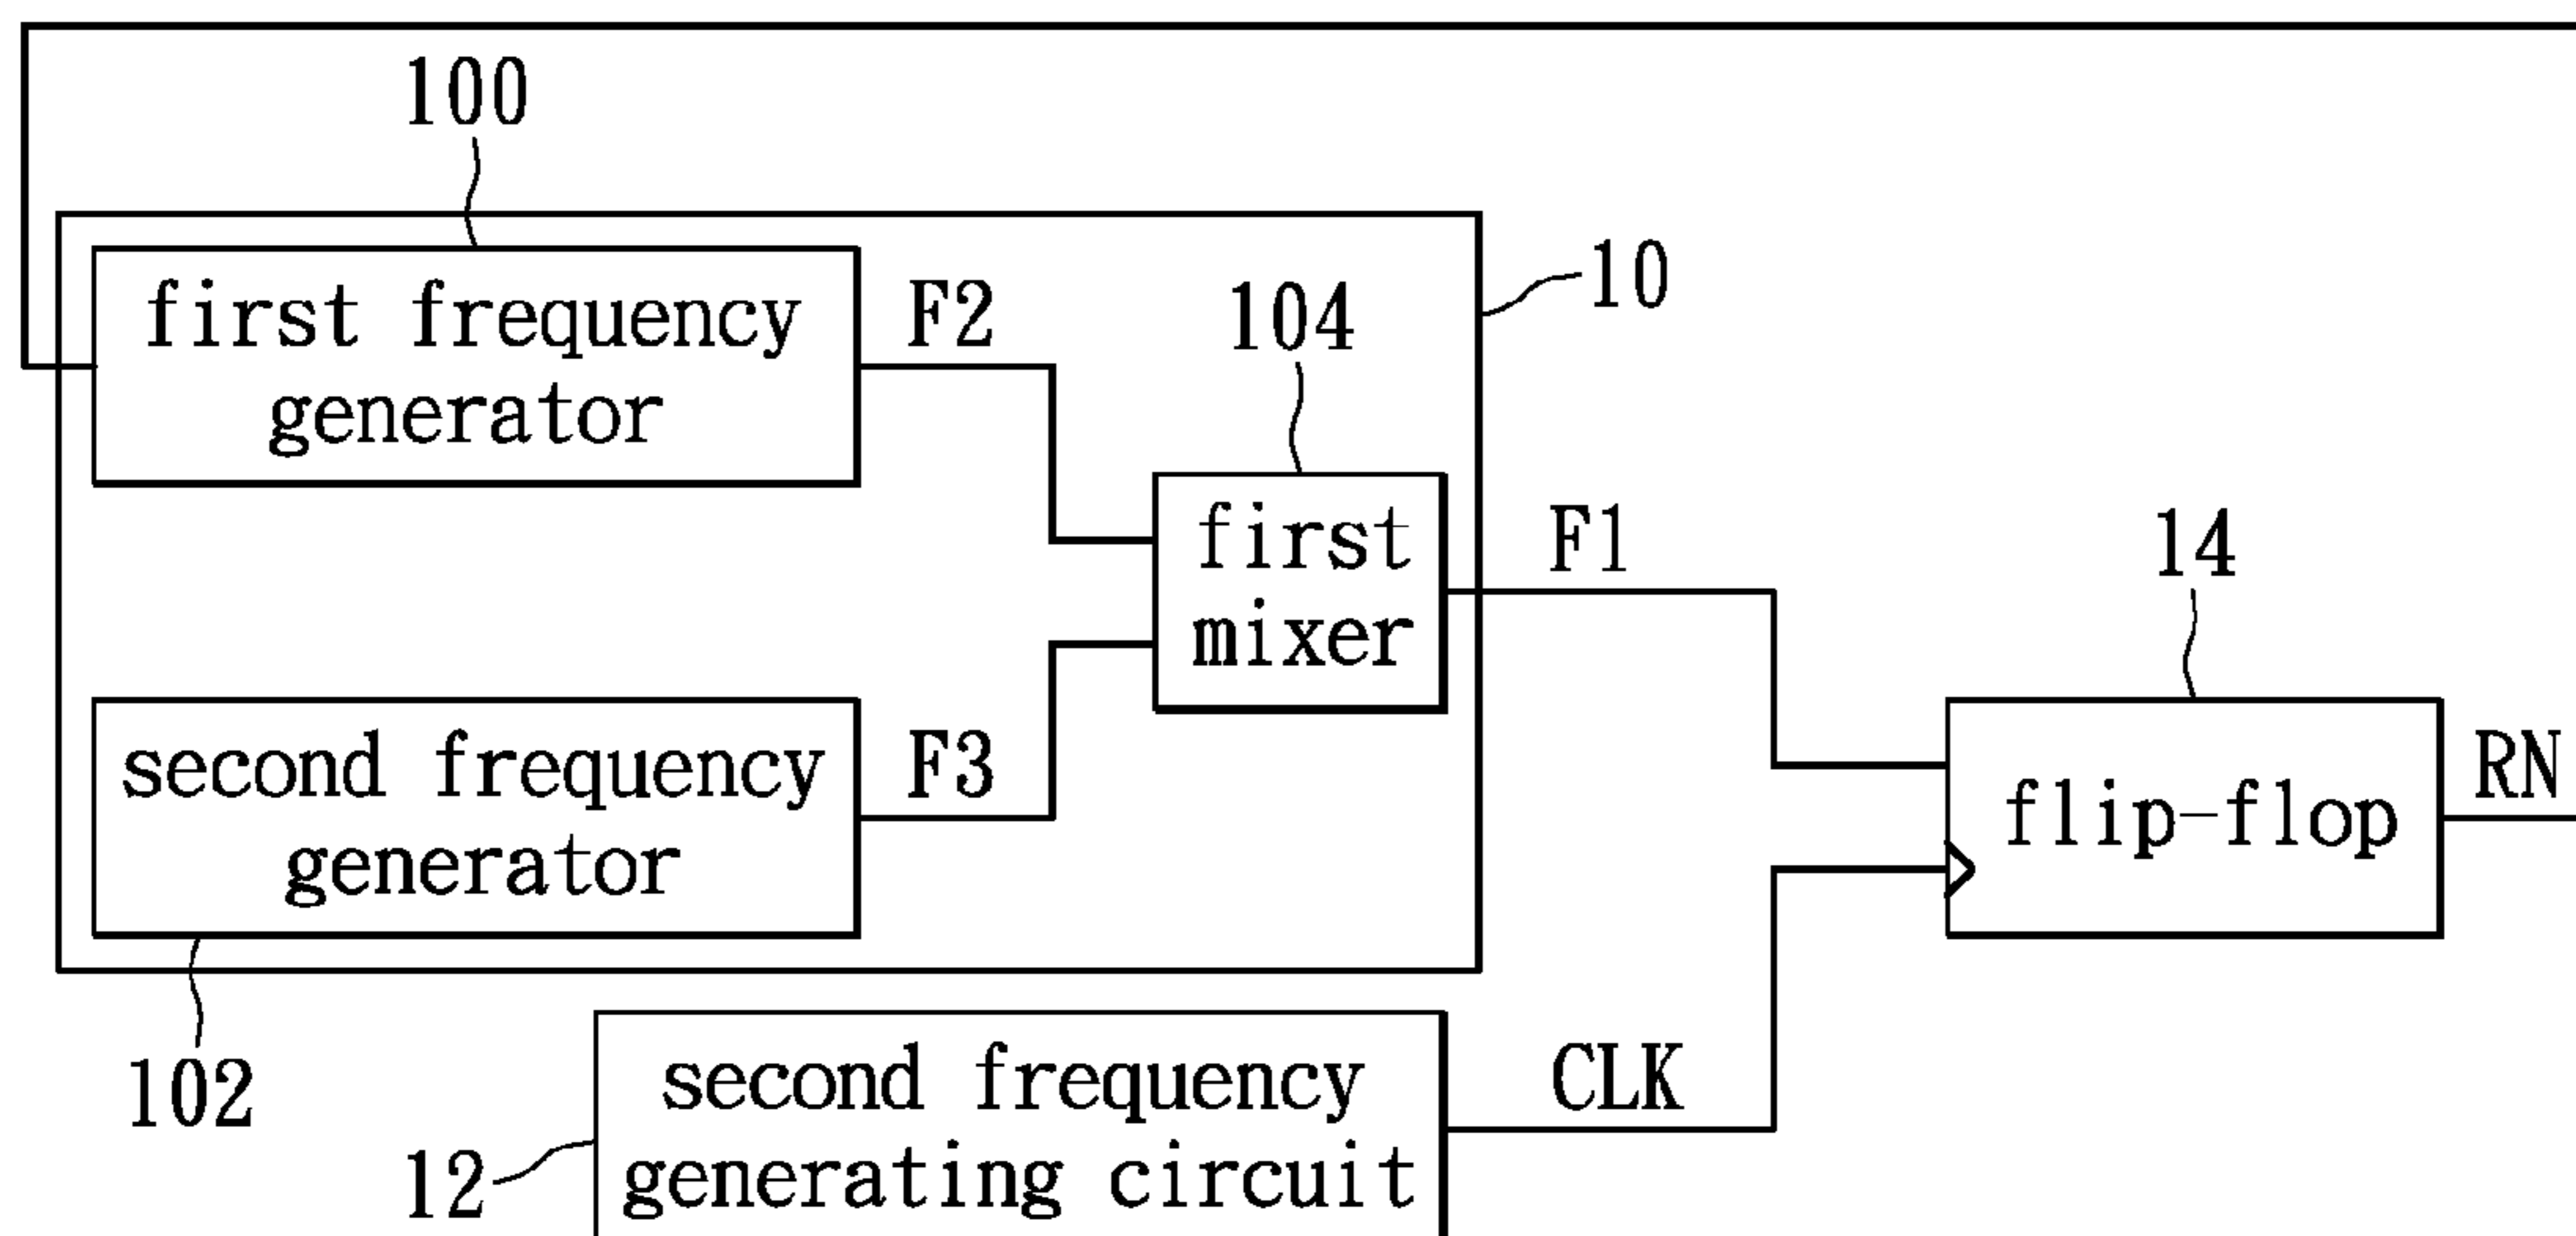 100
first frequency
generator
F2
104
10
first
mixer
F1
14
second frequency
generator
F3
flip-flop
RN
102
12
second frequency
generating circuit
CLK